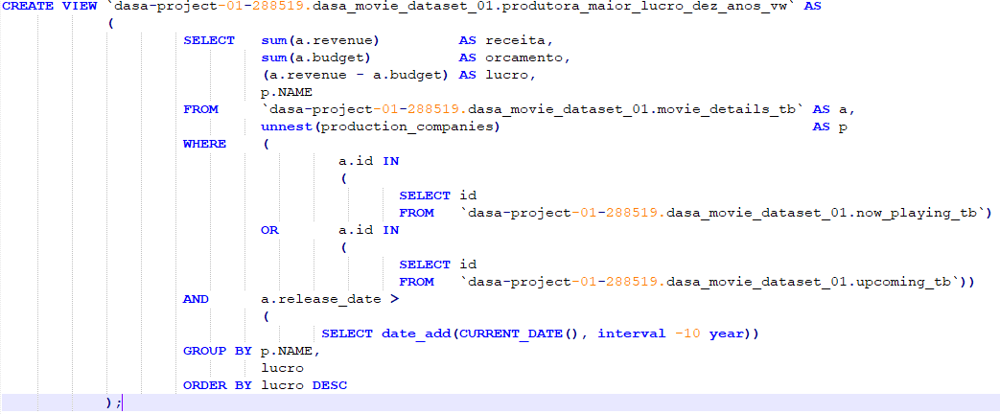 CREATE VIEW `dasa-project-01-288519.dasa_movie_dataset_01.produtora_maior_lucro_dez_anos_vw` AS
(
SELECT sum(a.revenue) AS receita,
sum(a.budget) AS orcamento,
(a.revenue - a.budget) AS lucro,
p.NAME
FROM `dasa-project-01-288519.dasa_movie_dataset_01.movie_details_tb` AS a,
unnest(production_companies) AS p
WHERE (
a.id IN
(
SELECT id
FROM `dasa-project-01-288519.dasa_movie_dataset_01.now_playing_tb`)
OR a.id IN
(
SELECT id
FROM `dasa-project-01-288519.dasa_movie_dataset_01.upcoming_tb`))
AND a.release_date >
(
SELECT date_add(CURRENT_DATE(), interval -10 year))
GROUP BY p.NAME,
lucro
ORDER BY lucro DESC
);